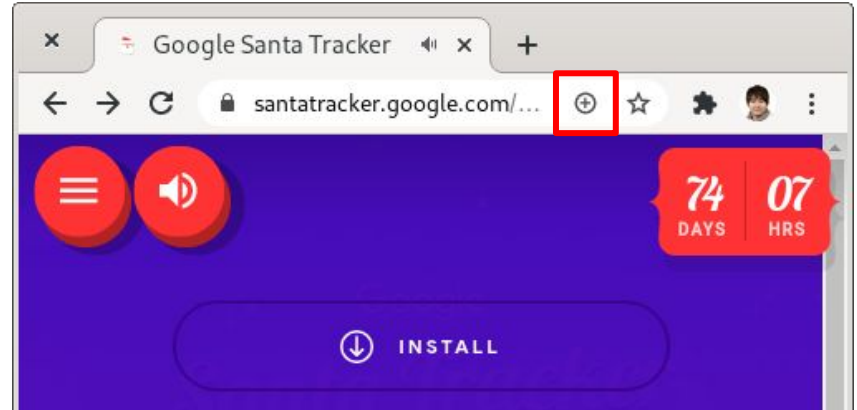 Google Santa Tracker
santatracker.google.com/...
74 07
DAYS HRS
INSTALL